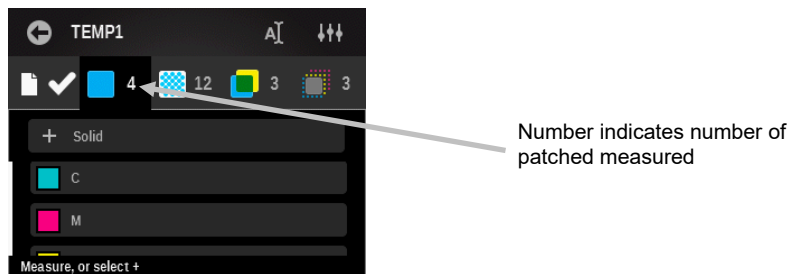 TEMP1
4 12 3 3
+ Solid
C
M
Measure, or select +
Number indicates number of
patched measured